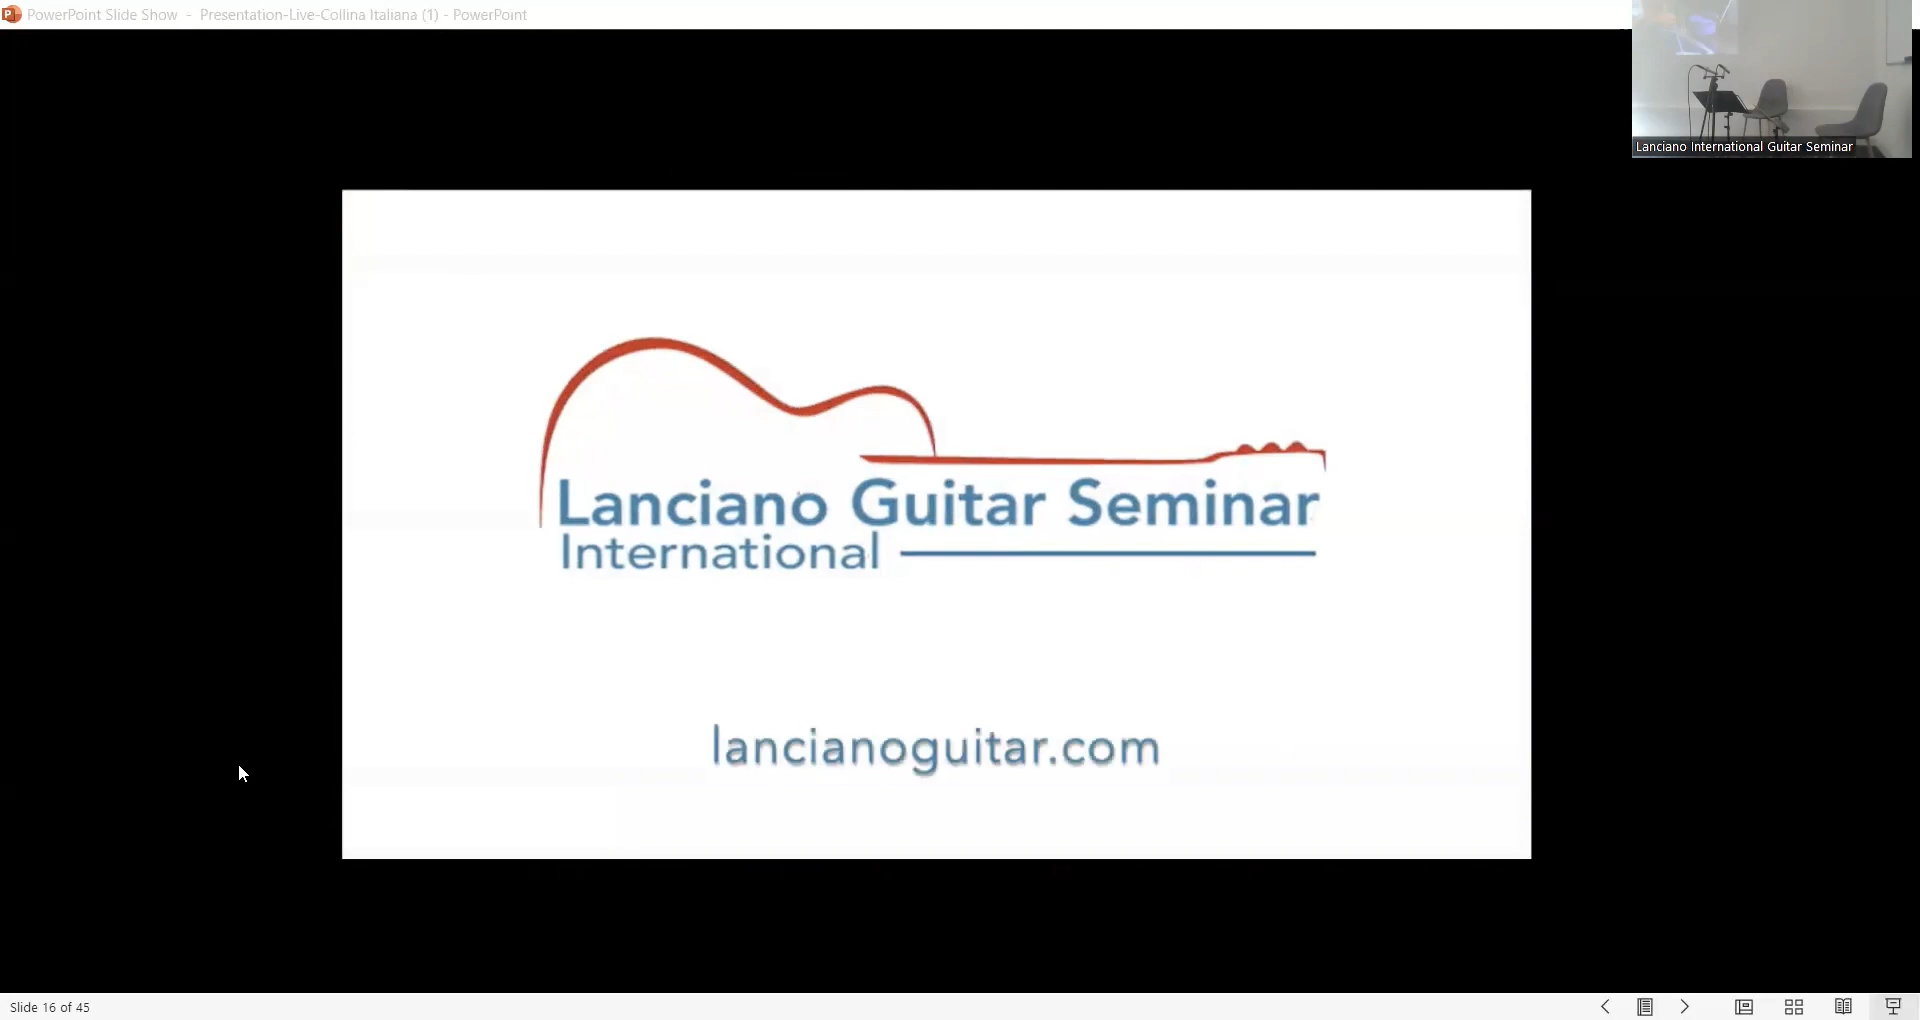 PowerPoint Slide Show - Presentation-Live-Collina Italiana (1) - PowerPoint
Lanciano International Guitar Seminar
Lanciano Guitar Seminar
International
lancianoguitar.com
Slide 16 of 45